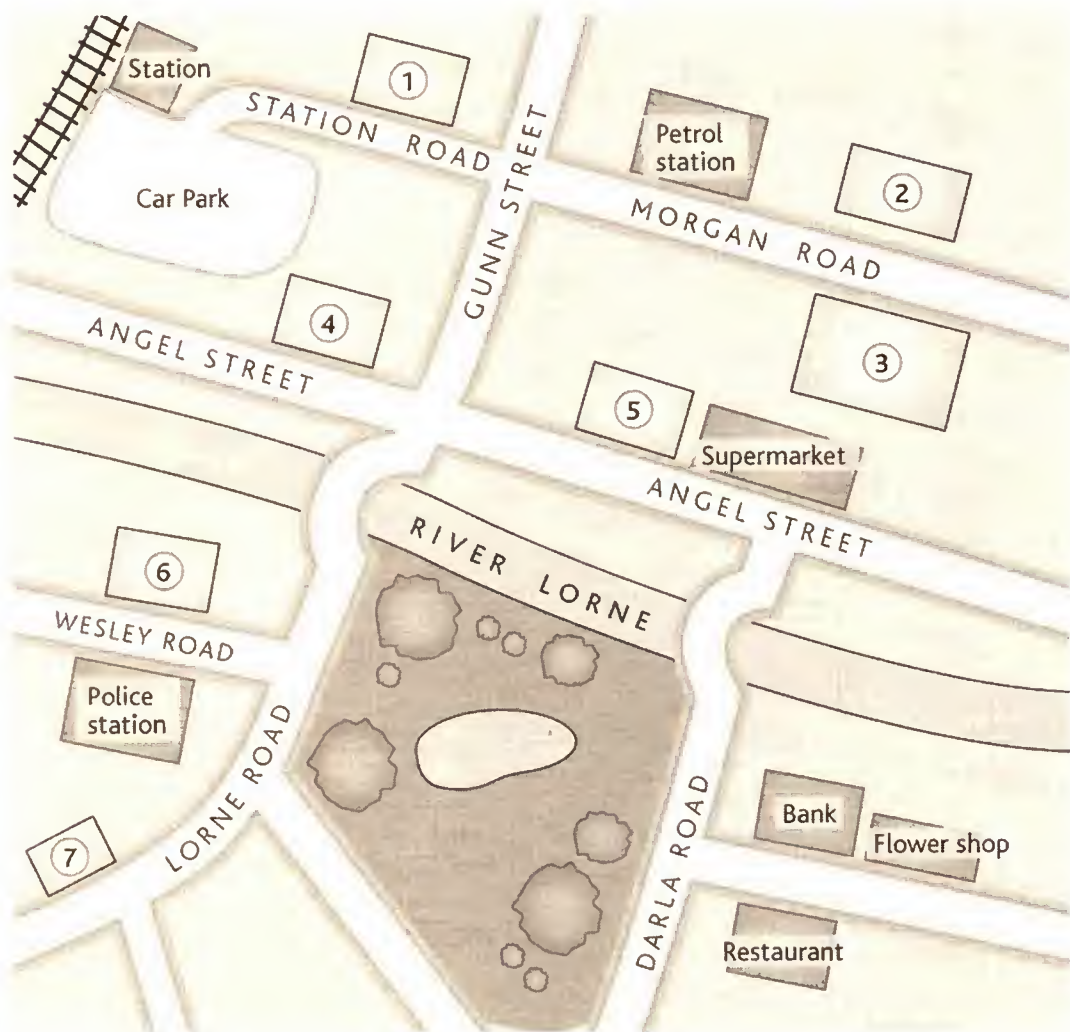 Station
1
STATION ROAD
GUNN STREET
Petrol
station
2
Car Park
MORGAN ROAD
4
ANGEL STREET
3
5
Supermarket
ANGEL STREET
RIVER LORNE
6
WESLEY ROAD
Police
station
LORNE ROAD
7
DARLA ROAD
Bank
Flower shop
Restaurant